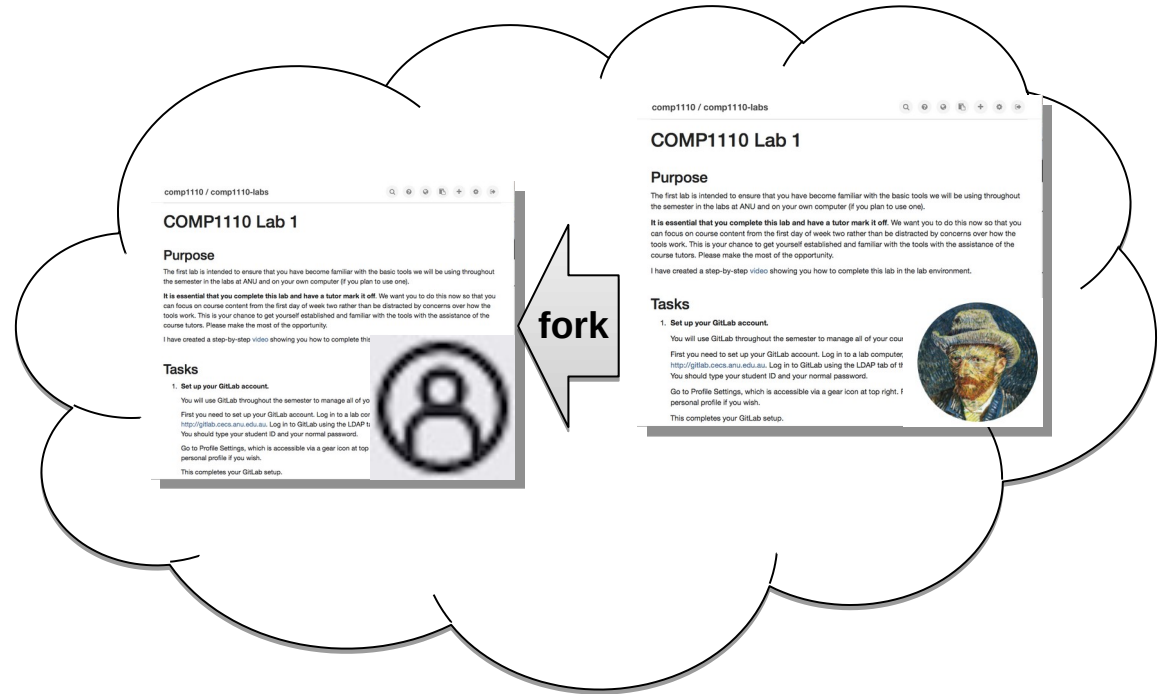 comp1110 / comp1110-labs
COMP1110 Lab 1
Purpose
The first lab is intended to ensure that you have become familiar with the basic tools we will be using throughout
the semester in the labs at ANU and on your own computer (if you plan to use one).
It is essential that you complete this lab and have a tutor mark it off. We want you to do this now so that you
can focus on course content from the first day of week two rather than be distracted by concerns over how the
tools work. This is your chance to get yourself established and familiar with the tools with the assistance of the
course tutors. Please make the most of the opportunity.
I have created a step-by-step video showing you how to complete this
Tasks
1. Set up your GitLab account.
You will use GitLab throughout the semester to manage all of yo
First you need to set up your GitLab account. Log in to a lab cor
http://gitlab.cecs.anu.edu.au. Log in to GitLab using the LDAP ta
You should type your student ID and your normal password.
Go to Profile Settings, which is accessible via a gear icon at top
personal profile if you wish.
This completes your GitLab setup.
fork
comp1110 / comp1110-labs
COMP1110 Lab 1
Purpose
The first lab is intended to ensure that you have become familiar with the basic tools we will be using throughout
the semester in the labs at ANU and on your own computer (if you plan to use one).
It is essential that you complete this lab and have a tutor mark it off. We want you to do this now so that you
can focus on course content from the first day of week two rather than be distracted by concerns over how the
tools work. This is your chance to get yourself established and familiar with the tools with the assistance of the
course tutors. Please make the most of the opportunity.
I have created a step-by-step video showing you how to complete this lab in the lab environment.
Tasks
1. Set up your GitLab account.
You will use GitLab throughout the semester to manage all of your cour
First you need to set up your GitLab account. Log in to a lab computer,
http://gitlab.cecs.anu.edu.au. Log in to GitLab using the LDAP tab of th
You should type your student ID and your normal password.
Go to Profile Settings, which is accessible via a gear icon at top right. F
personal profile if you wish.
This completes your GitLab setup.